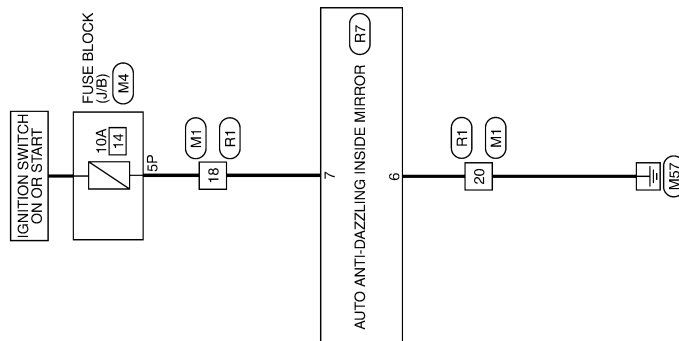 IGNITION SWITCH
ON OR START
FUSE BLOCK
(J/B)
M4
10A
14
5P
M1
18
R1
7
AUTO ANTI-DAZZLING INSIDE MIRROR
R7
6
R1
20
M1
M57